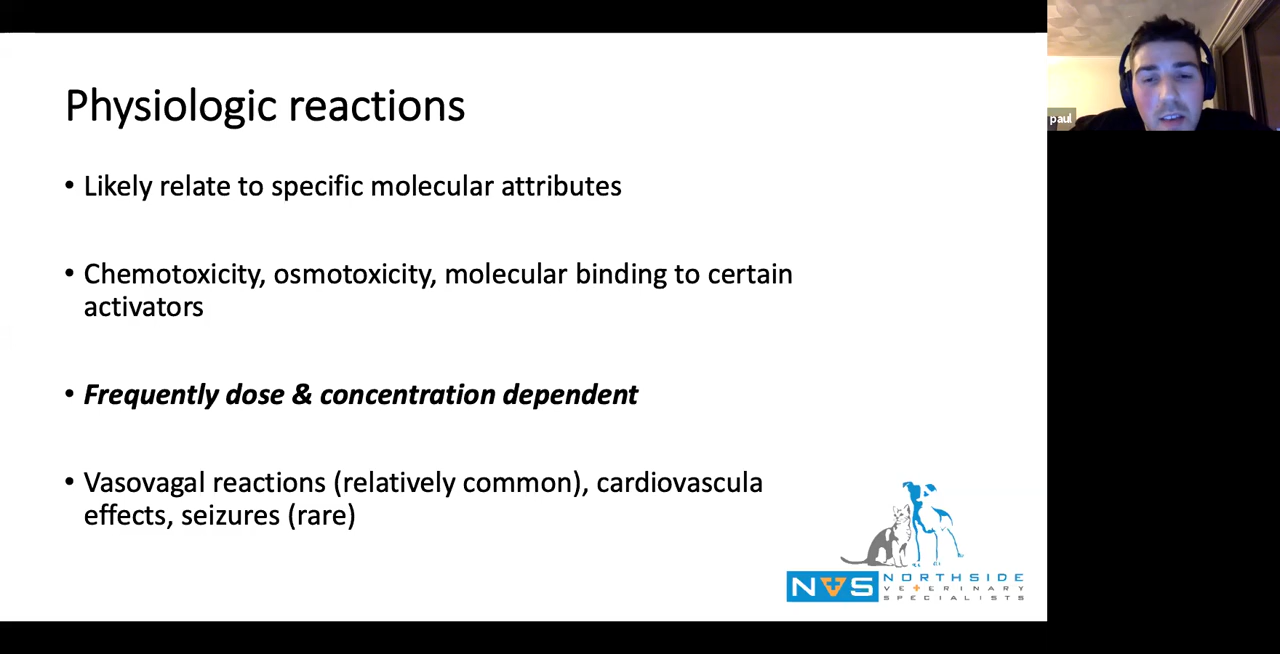 Physiologic reactions
• Likely relate to specific molecular attributes
• Chemotoxicity, osmotoxicity, molecular binding to certain
activators
• Frequently dose & concentration dependent
• Vasovagal reactions (relatively common), cardiovascula
effects, seizures (rare)
NVS NORTHSIDE
VETERINARY
SPECIALISTS
paul